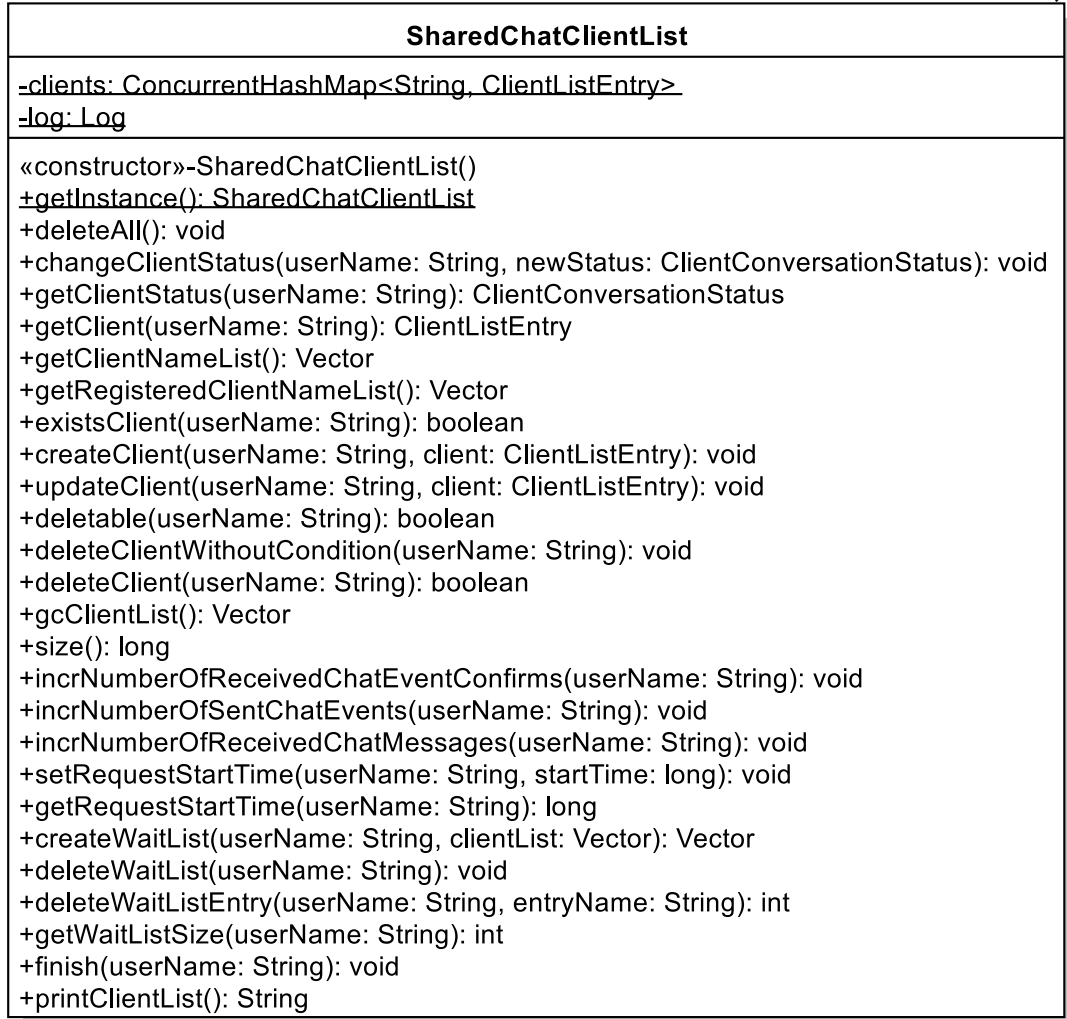 SharedChatClientList
-clients: ConcurrentHashMap<String, ClientListEntry>
-log: Log
«constructor»-SharedChatClientList()
+getInstance(): SharedChatClientList
+deleteAll(): void
+changeClientStatus(userName: String, newStatus: ClientConversationStatus): void
+getClientStatus(userName: String): ClientConversationStatus
+getClient(userName: String): ClientListEntry
+getClientNameList(): Vector
+getRegisteredClientNameList(): Vector
+existsClient(userName: String): boolean
+createClient(userName: String, client: ClientListEntry): void
+updateClient(userName: String, client: ClientListEntry): void
+deletable(userName: String): boolean
+deleteClientWithoutCondition(userName: String): void
+deleteClient(userName: String): boolean
+gcClientList(): Vector
+size(): long
+incrNumberOfReceivedChatEventConfirms(userName: String): void
+incrNumberOfSentChatEvents(userName: String): void
+incrNumberOfReceivedChatMessages(userName: String): void
+setRequestStartTime(userName: String, startTime: long): void
+getRequestStartTime(userName: String): long
+createWaitList(userName: String, clientList: Vector): Vector
+deleteWaitList(userName: String): void
+deleteWaitListEntry(userName: String, entryName: String): int
+getWaitListSize(userName: String): int
+finish(userName: String): void
+printClientList(): String